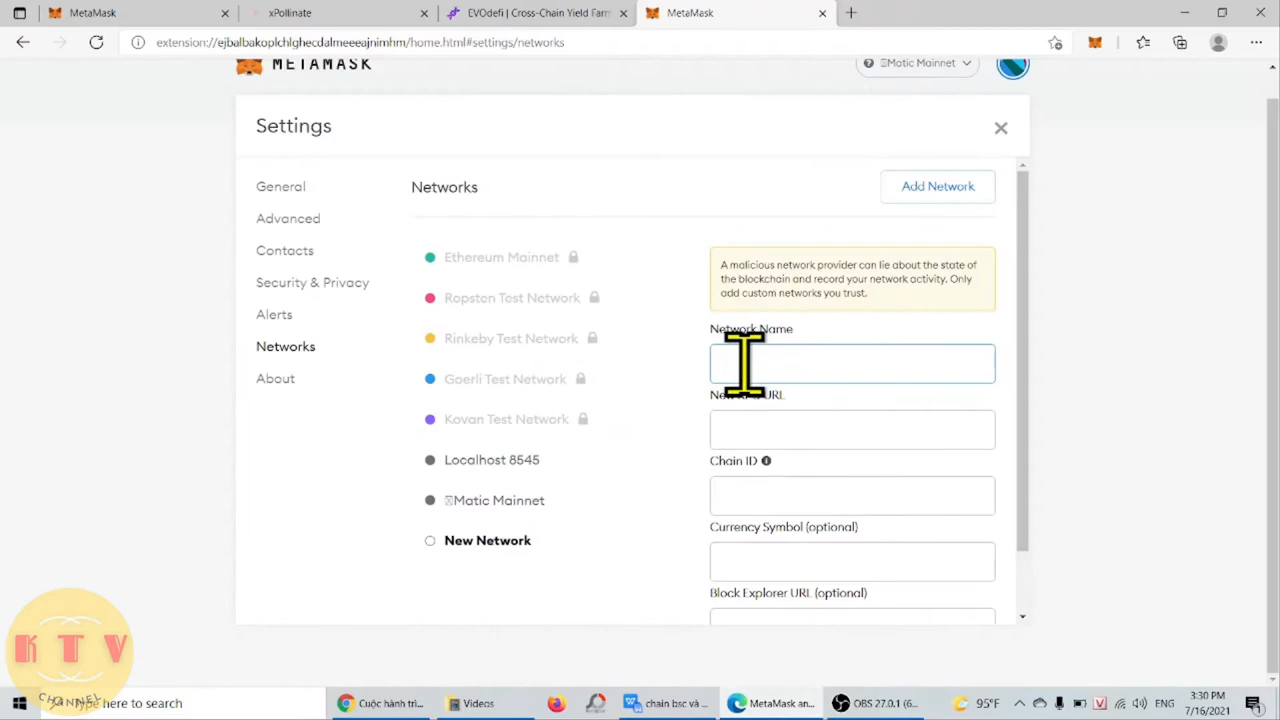 MetaMask
xPollinate
EVOdefi | Cross-Chain Yield Farm
MetaMask
extension://ejbalbakoplchlghecdalmeeeajnimhm/home.html#settings/networks
METAMASK
Matic Mainnet
Settings
General
Advanced
Contacts
Security & Privacy
Alerts
Networks
About
Networks
Add Network
Ethereum Mainnet
Ropsten Test Network
Rinkeby Test Network
Goerli Test Network
Kovan Test Network
Localhost 8545
Matic Mainnet
New Network
A malicious network provider can lie about the state of
the blockchain and record your network activity. Only
add custom networks you trust.
Network Name
New RPC URL
Chain ID
Currency Symbol (optional)
Block Explorer URL (optional)
KTV
CHANNEL
Type here to search
Cuộc hành trì...
Videos
chain bsc và ...
MetaMask an...
OBS 27.0.1 (6...
95°F
3:30 PM
7/16/2021